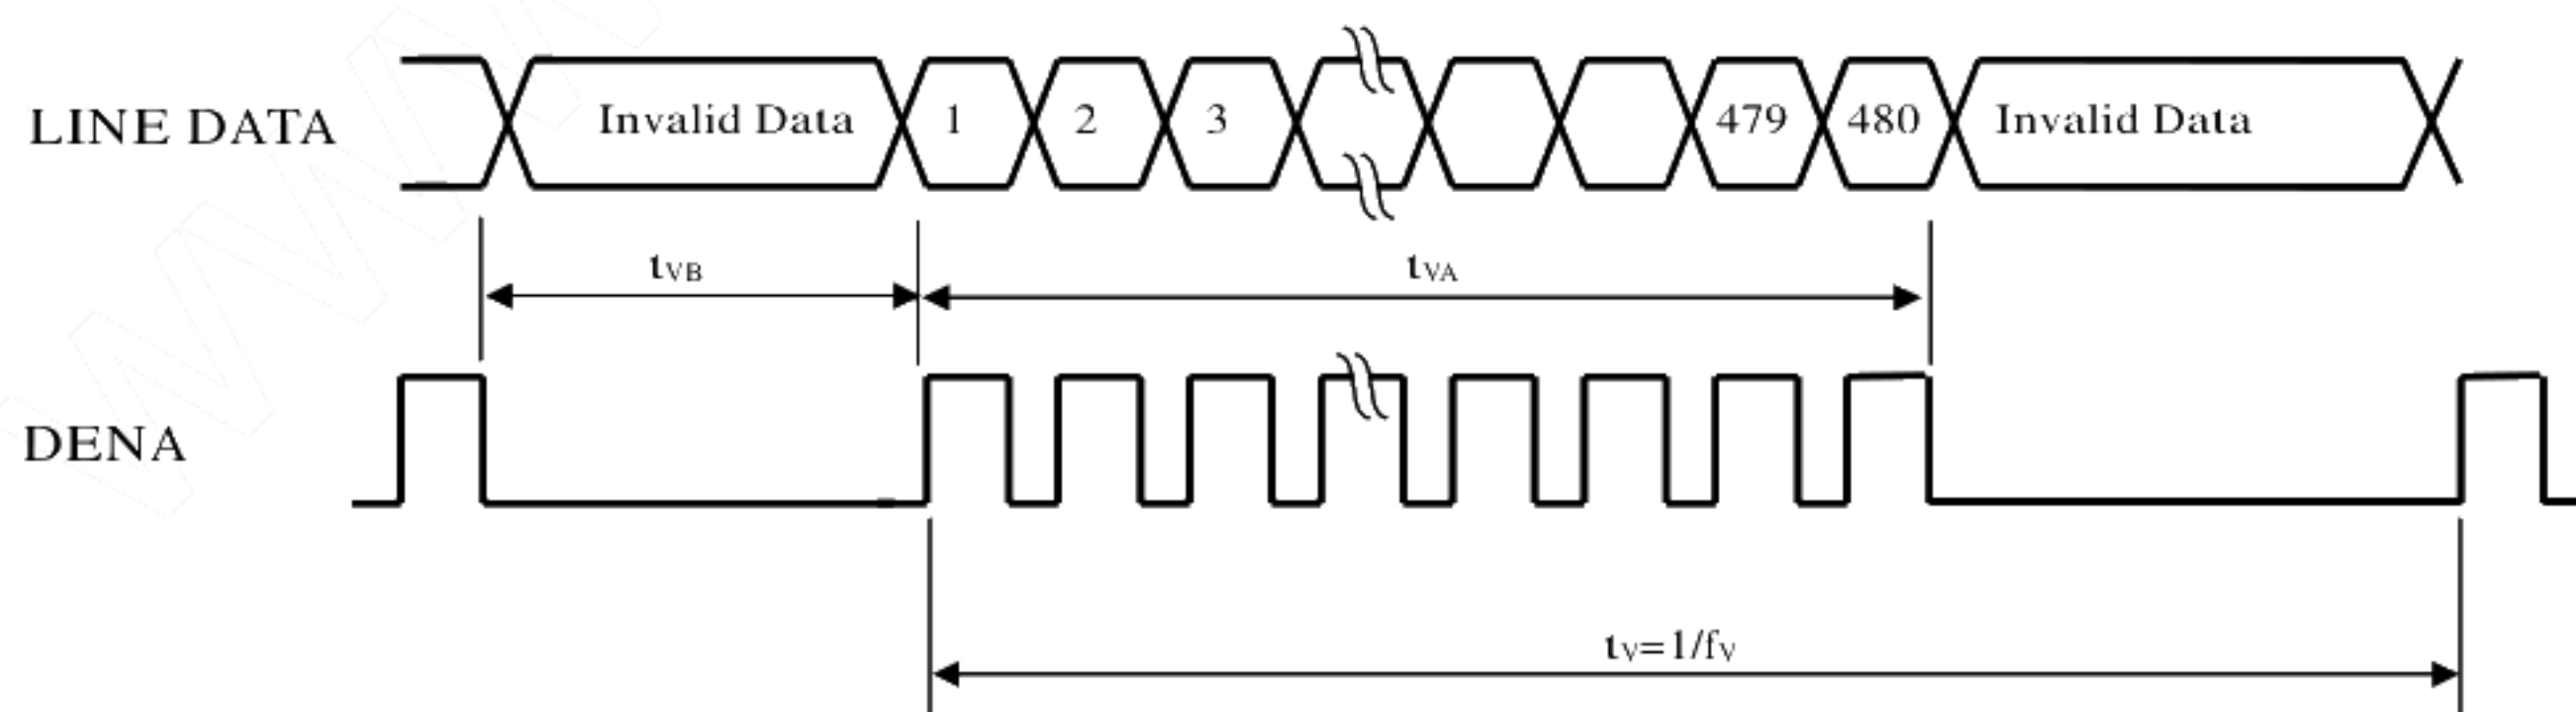 LINE DATA Invalid Data 1 2 3 479 480 Invalid Data
tVB tVA
DENA
tV=1/fV